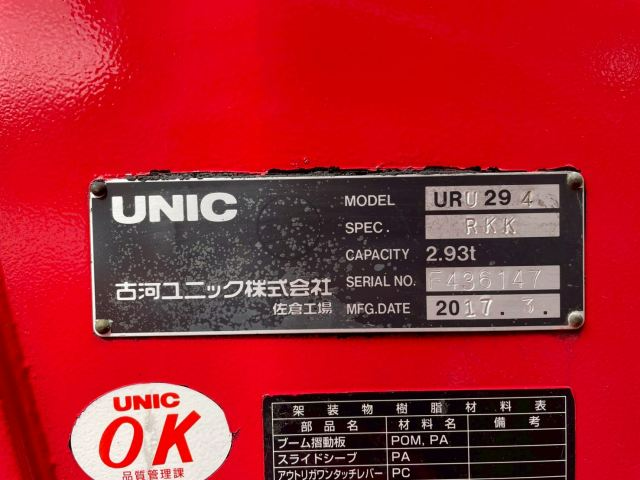 UNIC
MODEL URU294
SPEC. RKK
CAPACITY 2.93t
古河ユニック株式会社 SERIAL NO. F436147
佐倉工場 MFG.DATE 2017.3.
UNIC
OK
品質管理課
架装物樹脂材料表
部品名 材料名 備考
ブーム摺動板 POM, PA
スライドシーブ PA
アウトリガワンタッチレバー PC